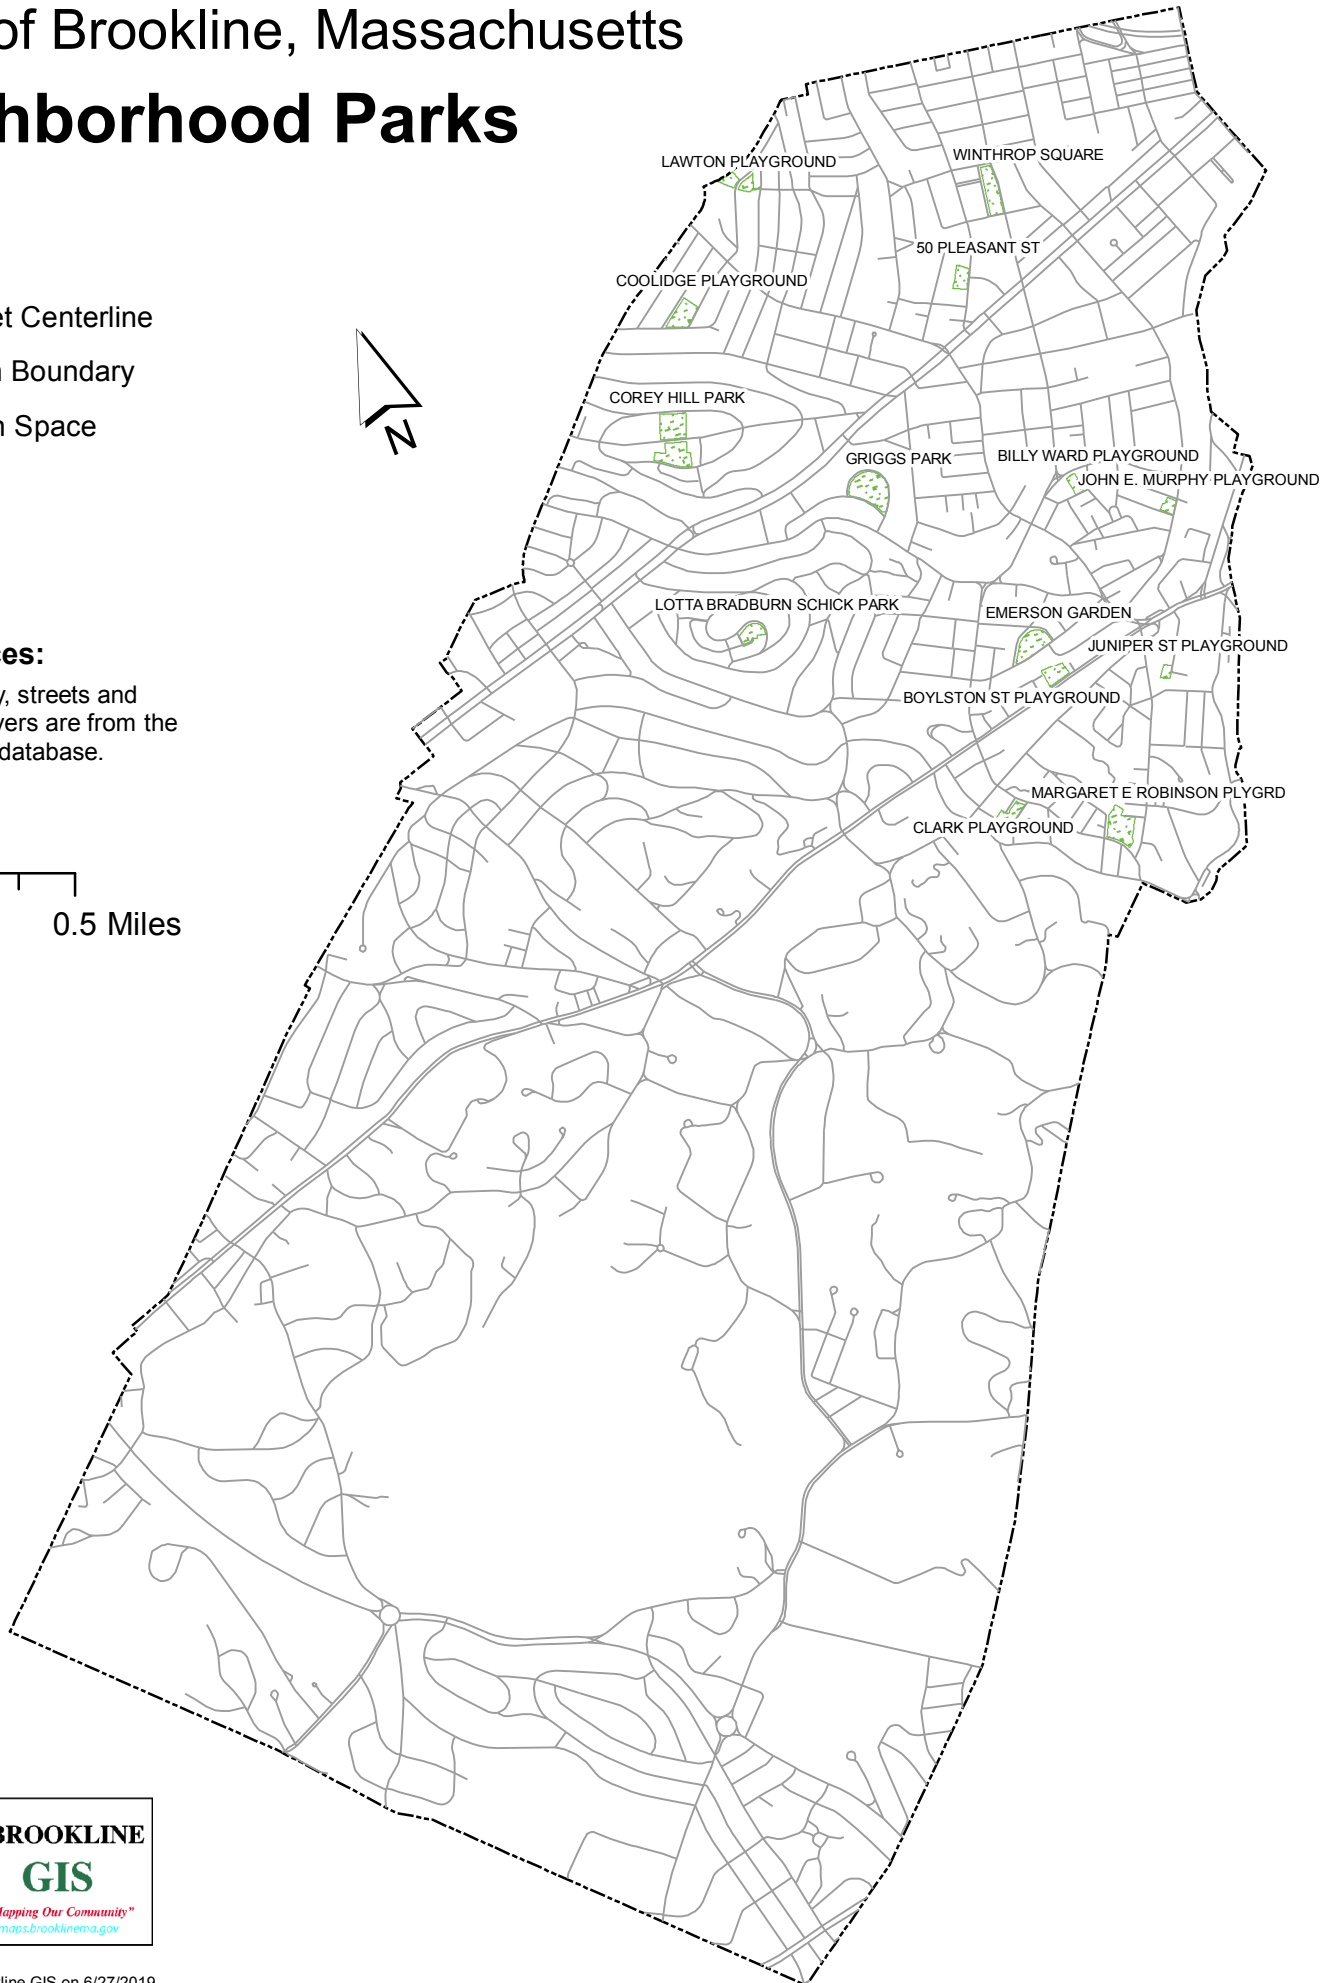 of Brookline, Massachusetts
hborhood Parks
LAWTON PLAYGROUND
WINTHROP SQUARE
50 PLEASANT ST
COOLIDGE PLAYGROUND
et Centerline
n Boundary
n Space
N
COREY HILL PARK
GRIGGS PARK
BILLY WARD PLAYGROUND
JOHN E. MURPHY PLAYGROUND
LOTTA BRADBURN SCHICK PARK
EMERSON GARDEN
JUNIPER ST PLAYGROUND
BOYLSTON ST PLAYGROUND
ces:
y, streets and
yers are from the
database.
MARGARET E ROBINSON PLYGRD
CLARK PLAYGROUND
0.5 Miles
BROOKLINE
GIS
Mapping Our Community"
maps.brooklinema.gov
kline GIS on 6/27/2019